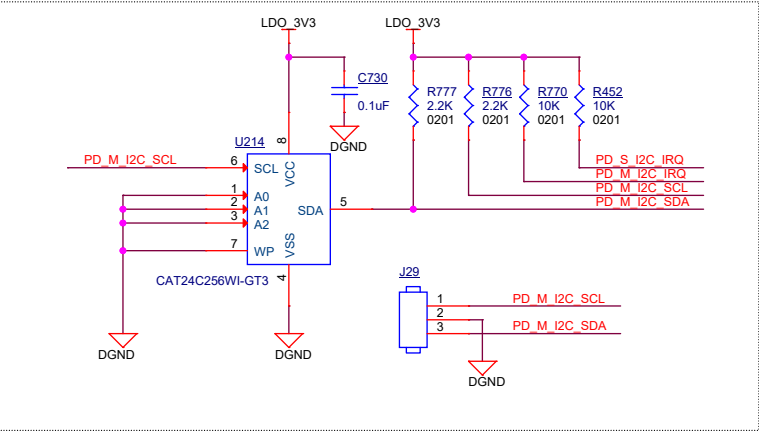 LDO_3V3
LDO_3V3
C730
0.1uF
DGND
R777
2.2K
0201
R776
2.2K
0201
R770
10K
0201
R452
10K
0201
U214
8
PD_M_I2C_SCL
6
SCL
VCC
1
A0
2
A1
3
A2
SDA
5
7
WP
VSS
4
CAT24C256WI-GT3
PD_S_I2C_IRQ
PD_M_I2C_IRQ
PD_M_I2C_SCL
PD_M_I2C_SDA
DGND
DGND
J29
1
PD_M_I2C_SCL
2
3
PD_M_I2C_SDA
DGND